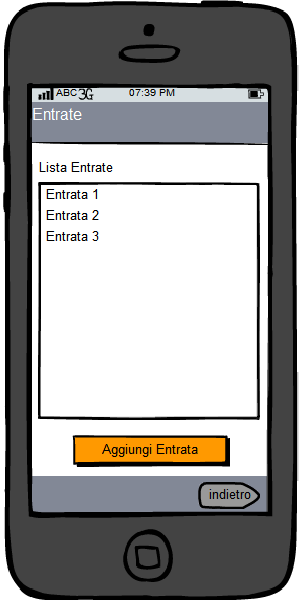 ABC 3G 07:39 PM
Entrate
Lista Entrate
Entrata 1
Entrata 2
Entrata 3
Aggiungi Entrata
indietro